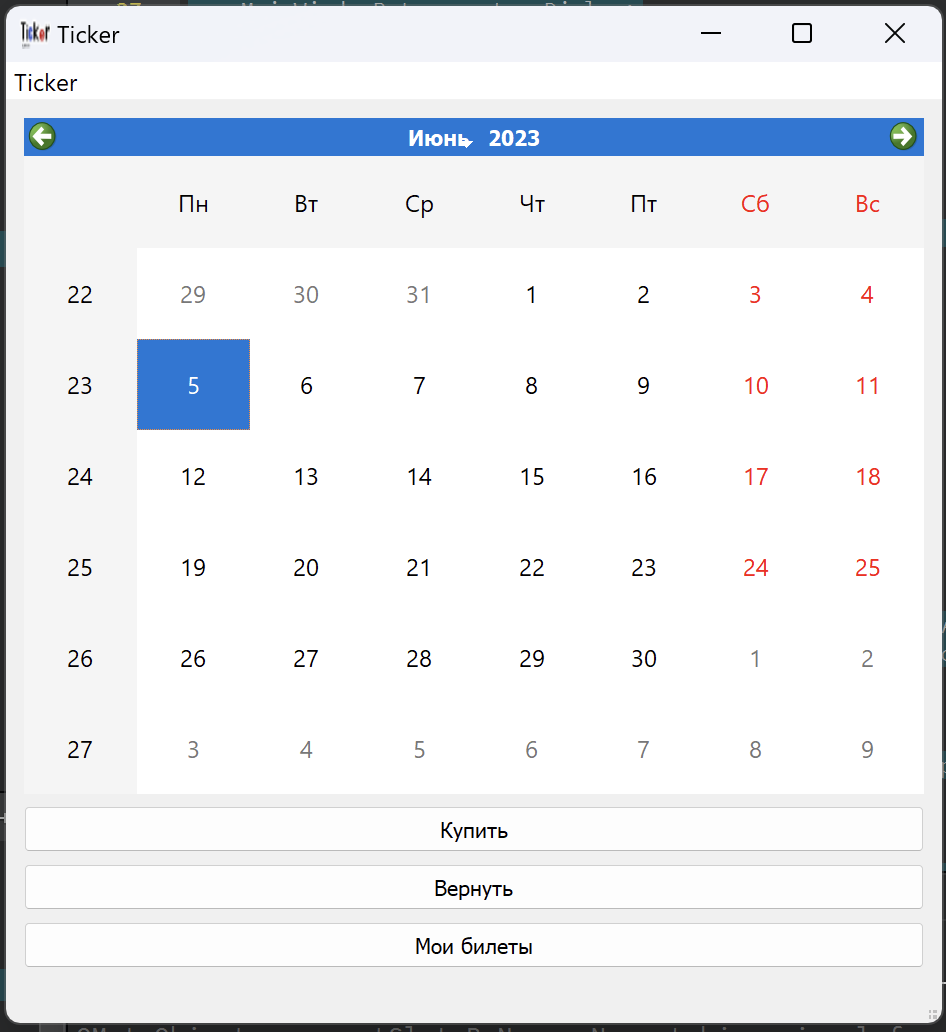 Ticker
Ticker
Июнь 2023
Пн Вт Ср Чт Пт Сб Вс
22 29 30 31 1 2 3 4
23 5 6 7 8 9 10 11
24 12 13 14 15 16 17 18
25 19 20 21 22 23 24 25
26 26 27 28 29 30 1 2
27 3 4 5 6 7 8 9
Купить
Вернуть
Мои билеты